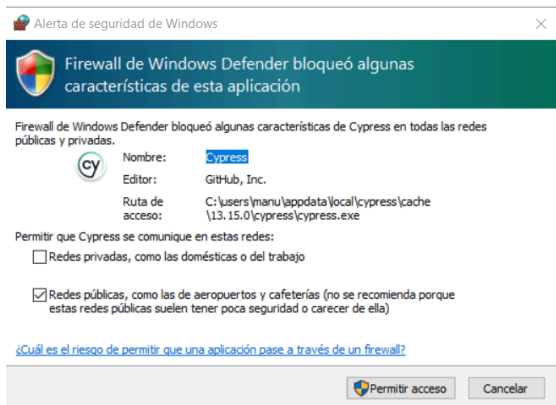 Alerta de seguridad de Windows
Firewall de Windows Defender bloqueó algunas
características de esta aplicación
Firewall de Windows Defender bloqueó algunas características de Cypress en todas las redes
públicas y privadas.
cy
Nombre: Cypress
Editor: GitHub, Inc.
Ruta de C:\users\manu\appdata\local\cypress\cache
acceso: \13.15.0\cypress\cypress.exe
Permitir que Cypress se comunique en estas redes:
Redes privadas, como las domésticas o del trabajo
Redes públicas, como las de aeropuertos y cafeterías (no se recomienda porque
estas redes públicas suelen tener poca seguridad o carecer de ella)
¿Cuál es el riesgo de permitir que una aplicación pase a través de un firewall?
Permitir acceso Cancelar